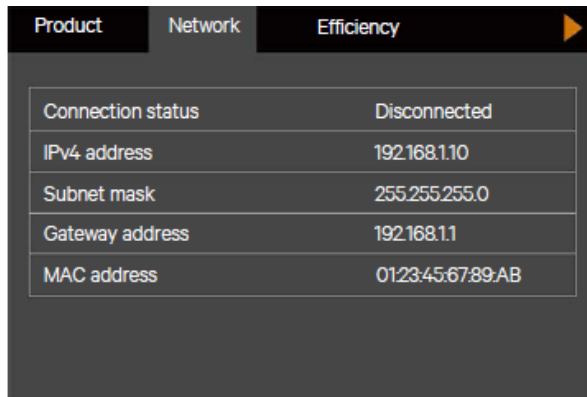 Product Network Efficiency
Connection status Disconnected
IPv4 address 192.168.1.10
Subnet mask 255.255.255.0
Gateway address 192.168.1.1
MAC address 01:23:45:67:89:AB